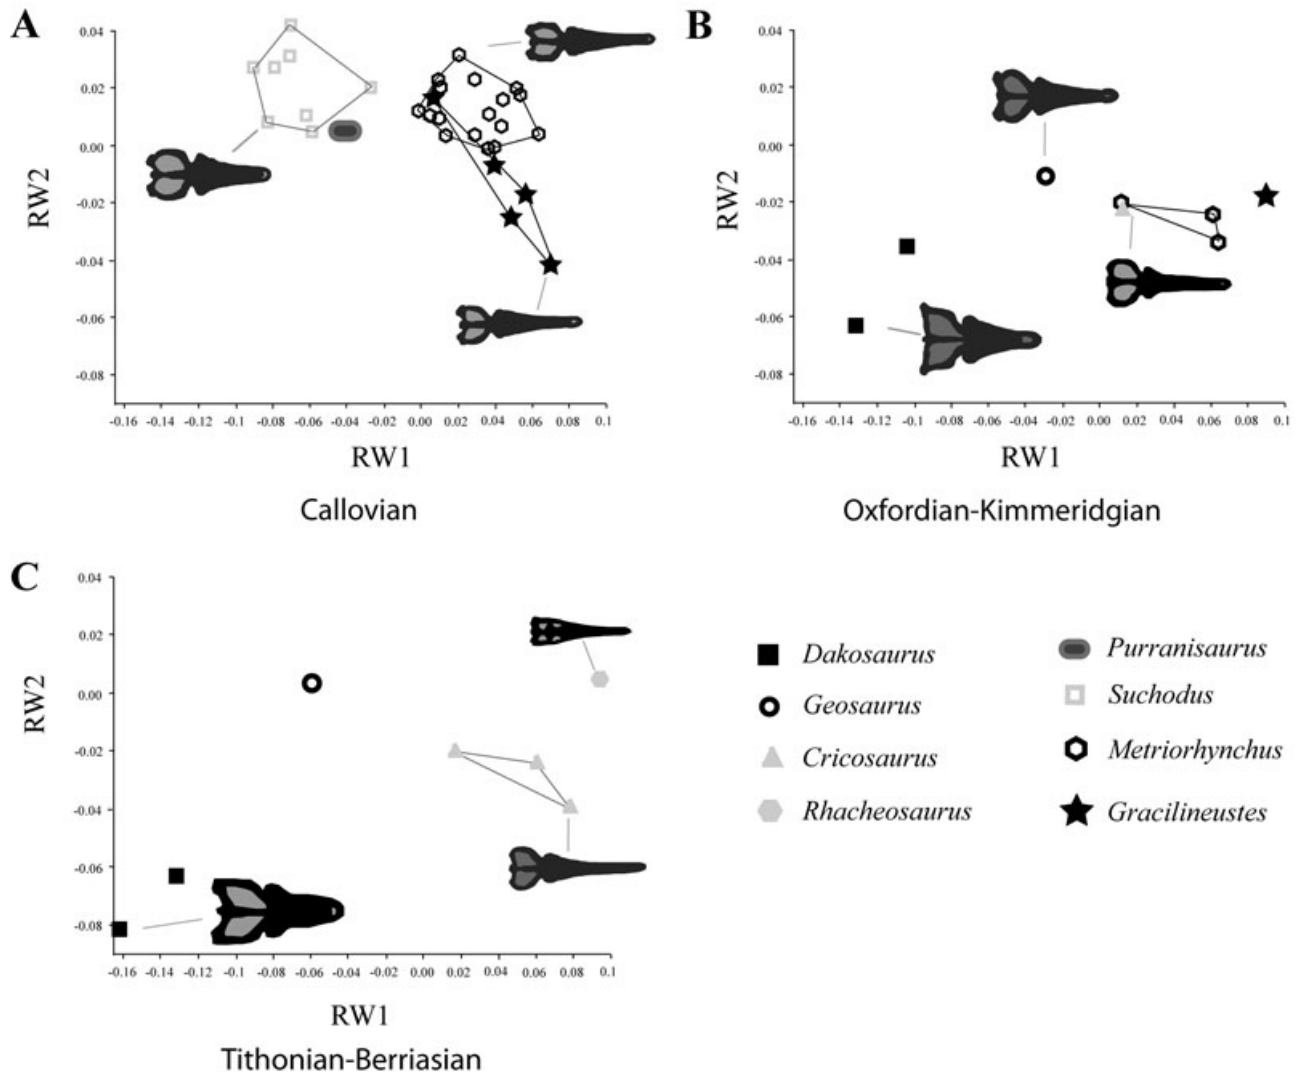 A
0.04
0.02
0.00
-0.02
-0.04
-0.06
-0.08
RW2
-0.16 -0.14 -0.12 -0.1 -0.08 -0.06 -0.04 -0.02 0.00 0.02 0.04 0.06 0.08 0.1
RW1
Callovian
B
0.04
0.02
0.00
-0.02
-0.04
-0.06
-0.08
RW2
-0.16 -0.14 -0.12 -0.1 -0.08 -0.06 -0.04 -0.02 0.00 0.02 0.04 0.06 0.08 0.1
RW1
Oxfordian-Kimmeridgian
C
0.04
0.02
0.00
-0.02
-0.04
-0.06
-0.08
RW2
-0.16 -0.14 -0.12 -0.1 -0.08 -0.06 -0.04 -0.02 0.00 0.02 0.04 0.06 0.08 0.1
RW1
Tithonian-Berriasian
Dakosaurus
Geosaurus
Cricosaurus
Rhacheosaurus
Purranisaurus
Suchodus
Metriorhynchus
Gracilineustes